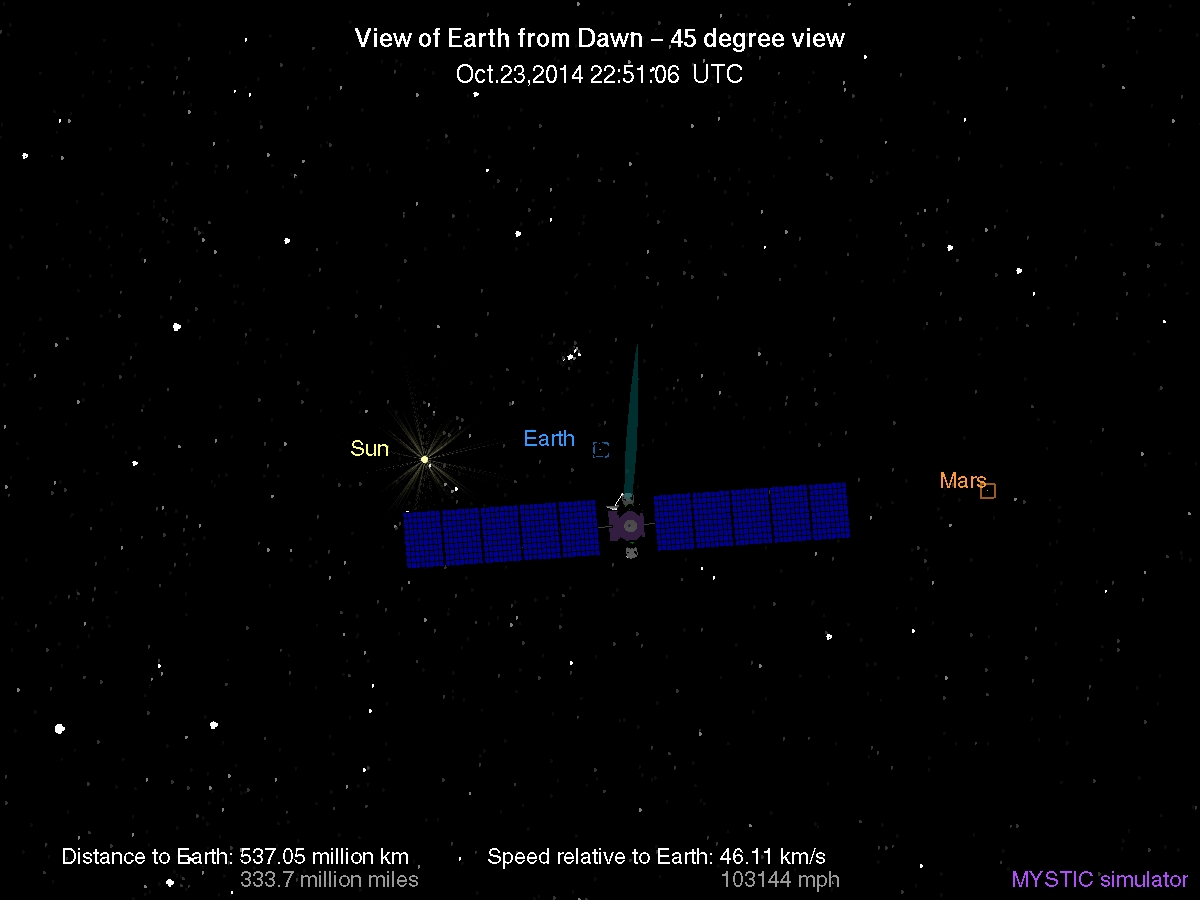 View of Earth from Dawn – 45 degree view
Oct.23,2014 22:51:06 UTC
Sun
Earth
Mars
Distance to Earth: 537.05 million km
333.7 million miles
Speed relative to Earth: 46.11 km/s
103144 mph
MYSTIC simulator